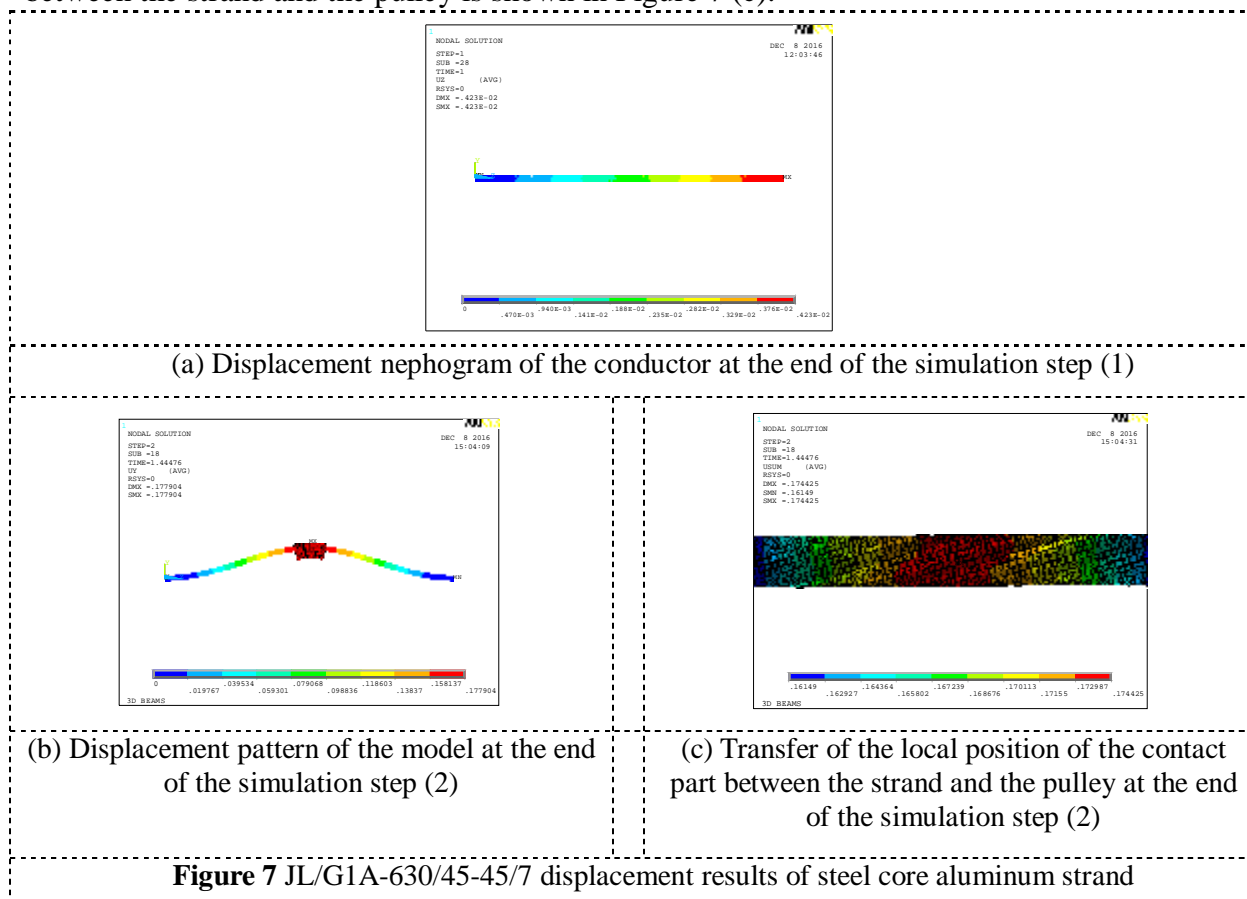 between the strand and the pulley is shown in Figure 7 (c).
1
NODAL SOLUTION
STEP=1
SUB =28
TIME=1
UZ (AVG)
RSYS=0
DMX =.423E-02
SMX =.423E-02
DEC 8 2016
12:03:46
MX
0
.470E-03
.940E-03
.141E-02
.188E-02
.235E-02
.282E-02
.329E-02
.376E-02
.423E-02
(a) Displacement nephogram of the conductor at the end of the simulation step (1)
1
NODAL SOLUTION
STEP=2
SUB =18
TIME=1.44476
UY (AVG)
RSYS=0
DMX =.177904
SMX =.177904
DEC 8 2016
15:04:09
MX
MN
0
.019767
.039534
.059301
.079068
.098836
.118603
.13837
.158137
.177904
3D BEAMS
(b) Displacement pattern of the model at the end
of the simulation step (2)
1
NODAL SOLUTION
STEP=2
SUB =18
TIME=1.44476
USUM (AVG)
RSYS=0
DMX =.174425
SMN =.16149
SMX =.174425
DEC 8 2016
15:04:31
.16149
.162927
.164364
.165802
.167239
.168676
.170113
.17155
.172987
.174425
3D BEAMS
(c) Transfer of the local position of the contact
part between the strand and the pulley at the end
of the simulation step (2)
Figure 7 JL/G1A-630/45-45/7 displacement results of steel core aluminum strand